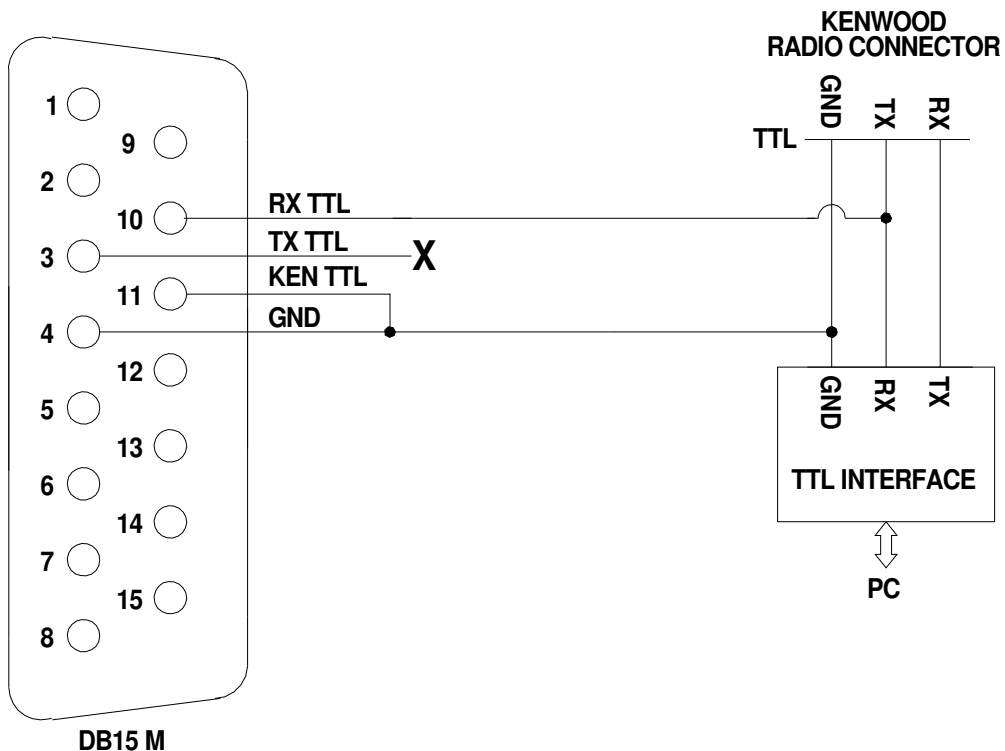 KENWOOD
RADIO CONNECTOR
GND TX RX
TTL
1
9
2
10
RX TTL
3
TX TTL
X
11
KEN TTL
4
GND
12
5
13
6
14
7
15
8
GND RX TX
TTL INTERFACE
PC
DB15 M